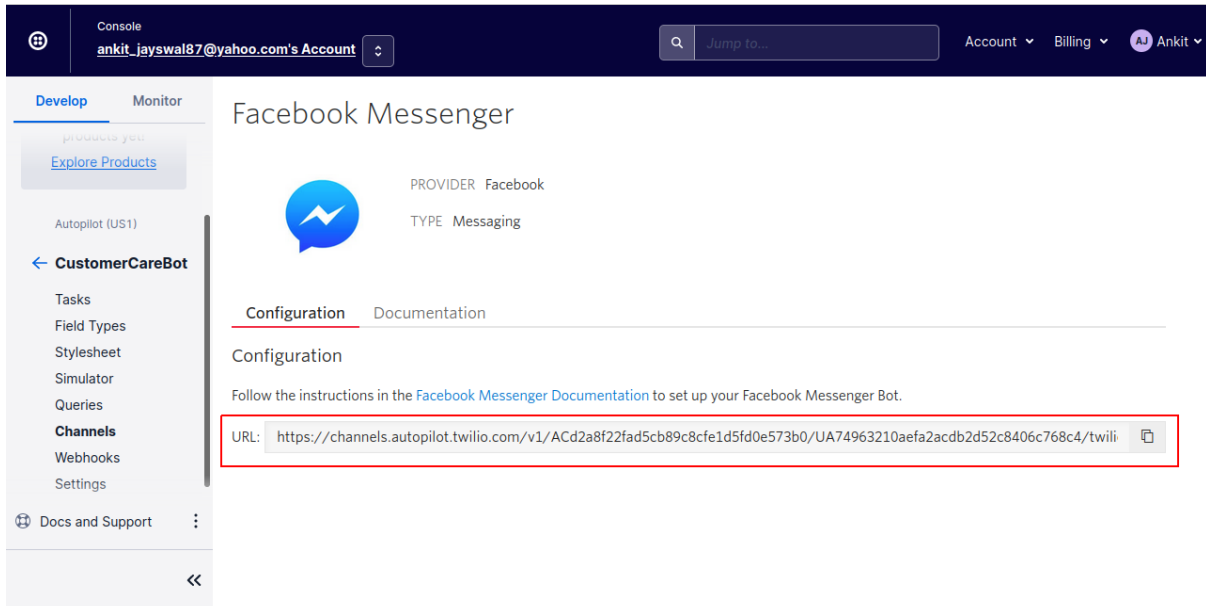 Console
ankit_jayswal87@yahoo.com's Account
Jump to...
Account
Billing
AJ Ankit
Develop Monitor
products yet!
Explore Products
Autopilot (US1)
CustomerCareBot
Tasks
Field Types
Stylesheet
Simulator
Queries
Channels
Webhooks
Settings
Docs and Support
Facebook Messenger
PROVIDER Facebook
TYPE Messaging
Configuration Documentation
Configuration
Follow the instructions in the Facebook Messenger Documentation to set up your Facebook Messenger Bot.
URL: https://channels.autopilot.twilio.com/v1/ACd2a8f22fad5cb89c8cfe1d5fd0e573b0/UA74963210aefa2acdb2d52c8406c768c4/twili